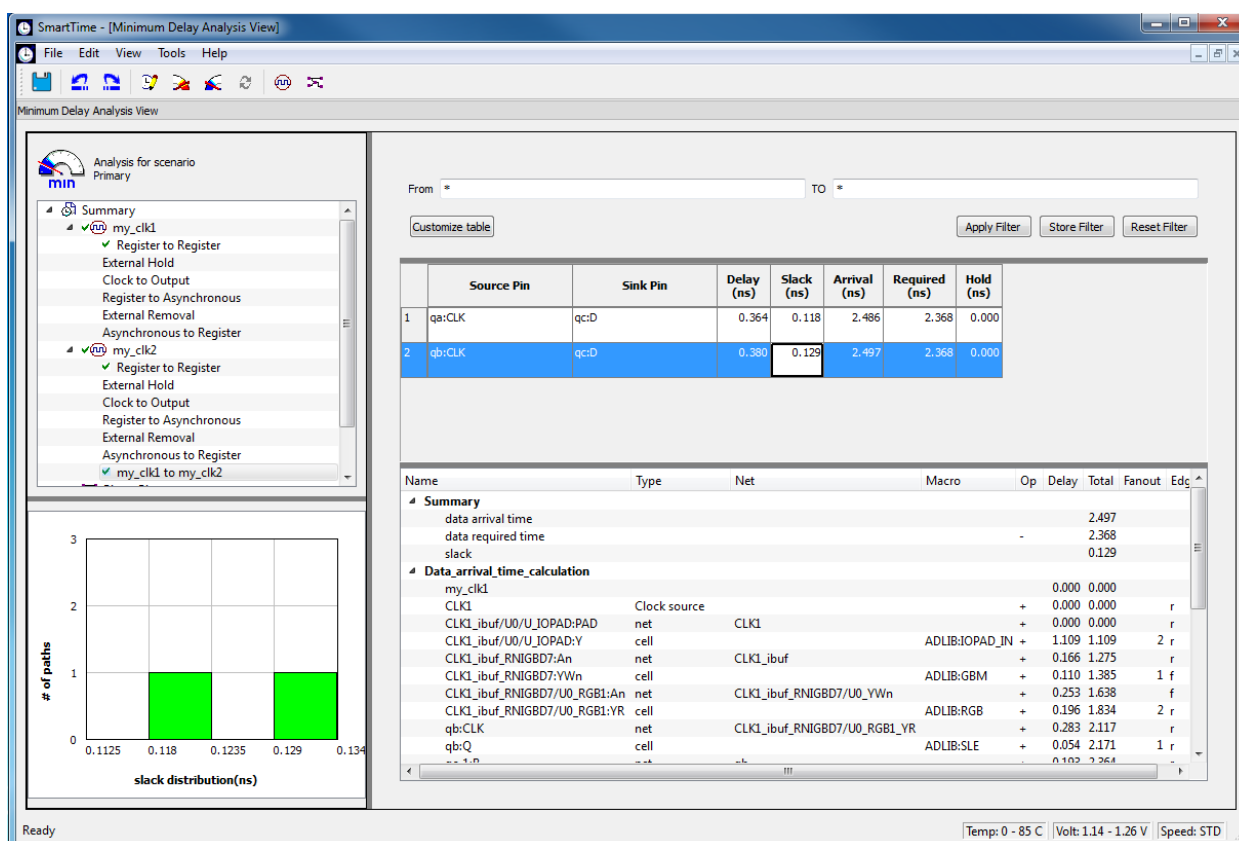 SmartTime - [Minimum Delay Analysis View]
File Edit View Tools Help
Minimum Delay Analysis View
Analysis for scenario
Primary
min
Summary
my_clk1
Register to Register
External Hold
Clock to Output
Register to Asynchronous
External Removal
Asynchronous to Register
my_clk2
Register to Register
External Hold
Clock to Output
Register to Asynchronous
External Removal
Asynchronous to Register
my_clk1 to my_clk2
# of paths
3
2
1
0
0.1125 0.118 0.1235 0.129 0.134
slack distribution(ns)
From * TO *
Customize table Apply Filter Store Filter Reset Filter
Source Pin Sink Pin Delay (ns) Slack (ns) Arrival (ns) Required (ns) Hold (ns)
1 qa:CLK qc:D 0.364 0.118 2.486 2.368 0.000
2 qb:CLK qc:D 0.380 0.129 2.497 2.368 0.000
Name Type Net Macro Op Delay Total Fanout Edg
Summary
data arrival time 2.497
data required time - 2.368
slack 0.129
Data_arrival_time_calculation
my_clk1 0.000 0.000
CLK1 Clock source + 0.000 0.000 r
CLK1_ibuf/U0/U_IOPAD:PAD net CLK1 + 0.000 0.000 r
CLK1_ibuf/U0/U_IOPAD:Y cell ADLIB:IOPAD_IN + 1.109 1.109 2 r
CLK1_ibuf_RNIGBD7:An net CLK1_ibuf + 0.166 1.275 r
CLK1_ibuf_RNIGBD7:YWn cell ADLIB:GBM + 0.110 1.385 1 f
CLK1_ibuf_RNIGBD7/U0_RGB1:An net CLK1_ibuf_RNIGBD7/U0_YWn + 0.253 1.638 f
CLK1_ibuf_RNIGBD7/U0_RGB1:YR cell ADLIB:RGB + 0.196 1.834 2 r
qb:CLK net CLK1_ibuf_RNIGBD7/U0_RGB1_YR + 0.283 2.117 r
qb:Q cell ADLIB:SLE + 0.054 2.171 1 r
Ready Temp: 0 - 85 C Volt: 1.14 - 1.26 V Speed: STD